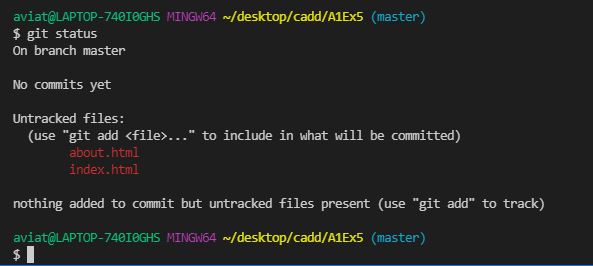 aviat@LAPTOP-740I0GHS MINGW64 ~/desktop/cadd/A1Ex5 (master)
$ git status
On branch master
No commits yet
Untracked files:
(use "git add <file>..." to include in what will be committed)
about.html
index.html
nothing added to commit but untracked files present (use "git add" to track)
aviat@LAPTOP-740I0GHS MINGW64 ~/desktop/cadd/A1Ex5 (master)
$